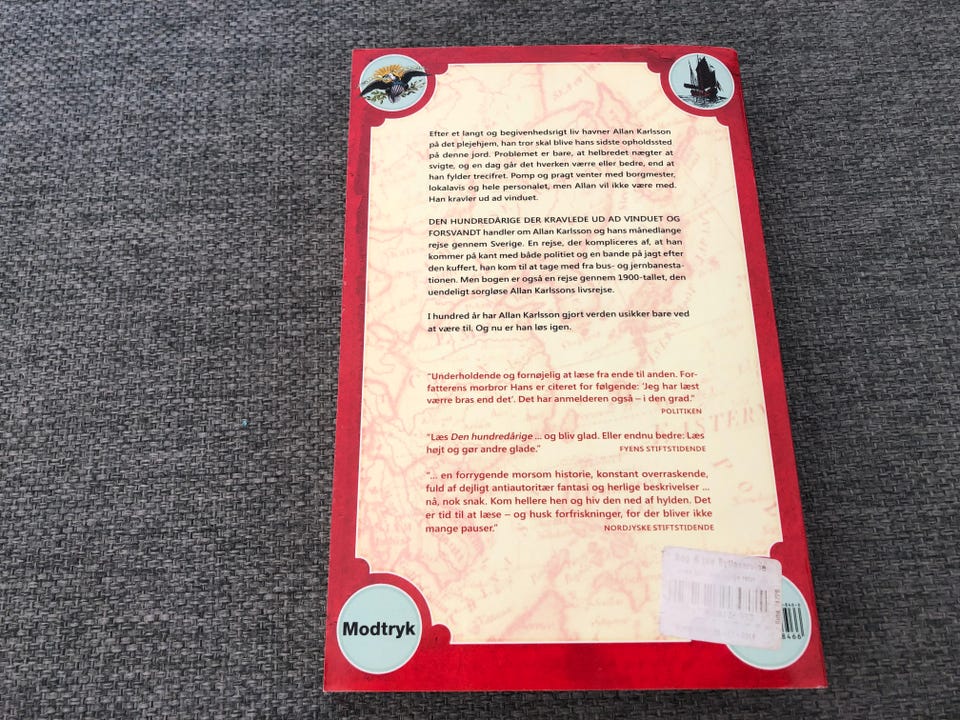 Efter et langt og begivenhedsrigt liv havner Allan Karlsson
på det plejehjem, han tror skal blive hans sidste opholdssted
på denne jord. Problemet er bare, at helbredet nægter at
svigte, og en dag går det hverken værre eller bedre, end at
han fylder trecifret. Pomp og pragt venter med borgmester,
lokalavis og hele personalet, men Allan vil ikke være med.
Han kravler ud ad vinduet.
DEN HUNDREDÅRIGE DER KRAVLEDE UD AD VINDUET OG
FORSVANDT handler om Allan Karlsson og hans månedlange
rejse gennem Sverige. En rejse, der kompliceres af, at han
kommer på kant med både politiet og en bande på jagt efter
den kuffert, han kom til at tage med fra bus- og jernbanesta-
tionen. Men bogen er også en rejse gennem 1900-tallet, den
uendeligt sorgløse Allan Karlssons livsrejse.
I hundred år har Allan Karlsson gjort verden usikker bare ved
at være til. Og nu er han løs igen.
"Underholdende og fornøjelig at læse fra ende til anden. For-
fatterens morbror Hans er citeret for følgende: 'Jeg har læst
værre bras end det'. Det har anmelderen også – i den grad."
POLITIKEN
"Læs Den hundredårige ... og bliv glad. Eller endnu bedre: Læs
højt og gør andre glade." FYENS STIFTSTIDENDE
"... en forrygende morsom historie, konstant overraskende,
fuld af dejligt antiautoritær fantasi og herlige beskrivelser ...
nå, nok snak. Kom hellere hen og hiv den ned af hylden. Det
er tid til at læse – og husk forfriskninger, for der bliver ikke
mange pauser." NORDJYSKE STIFTSTIDENDE
Modtryk
8466